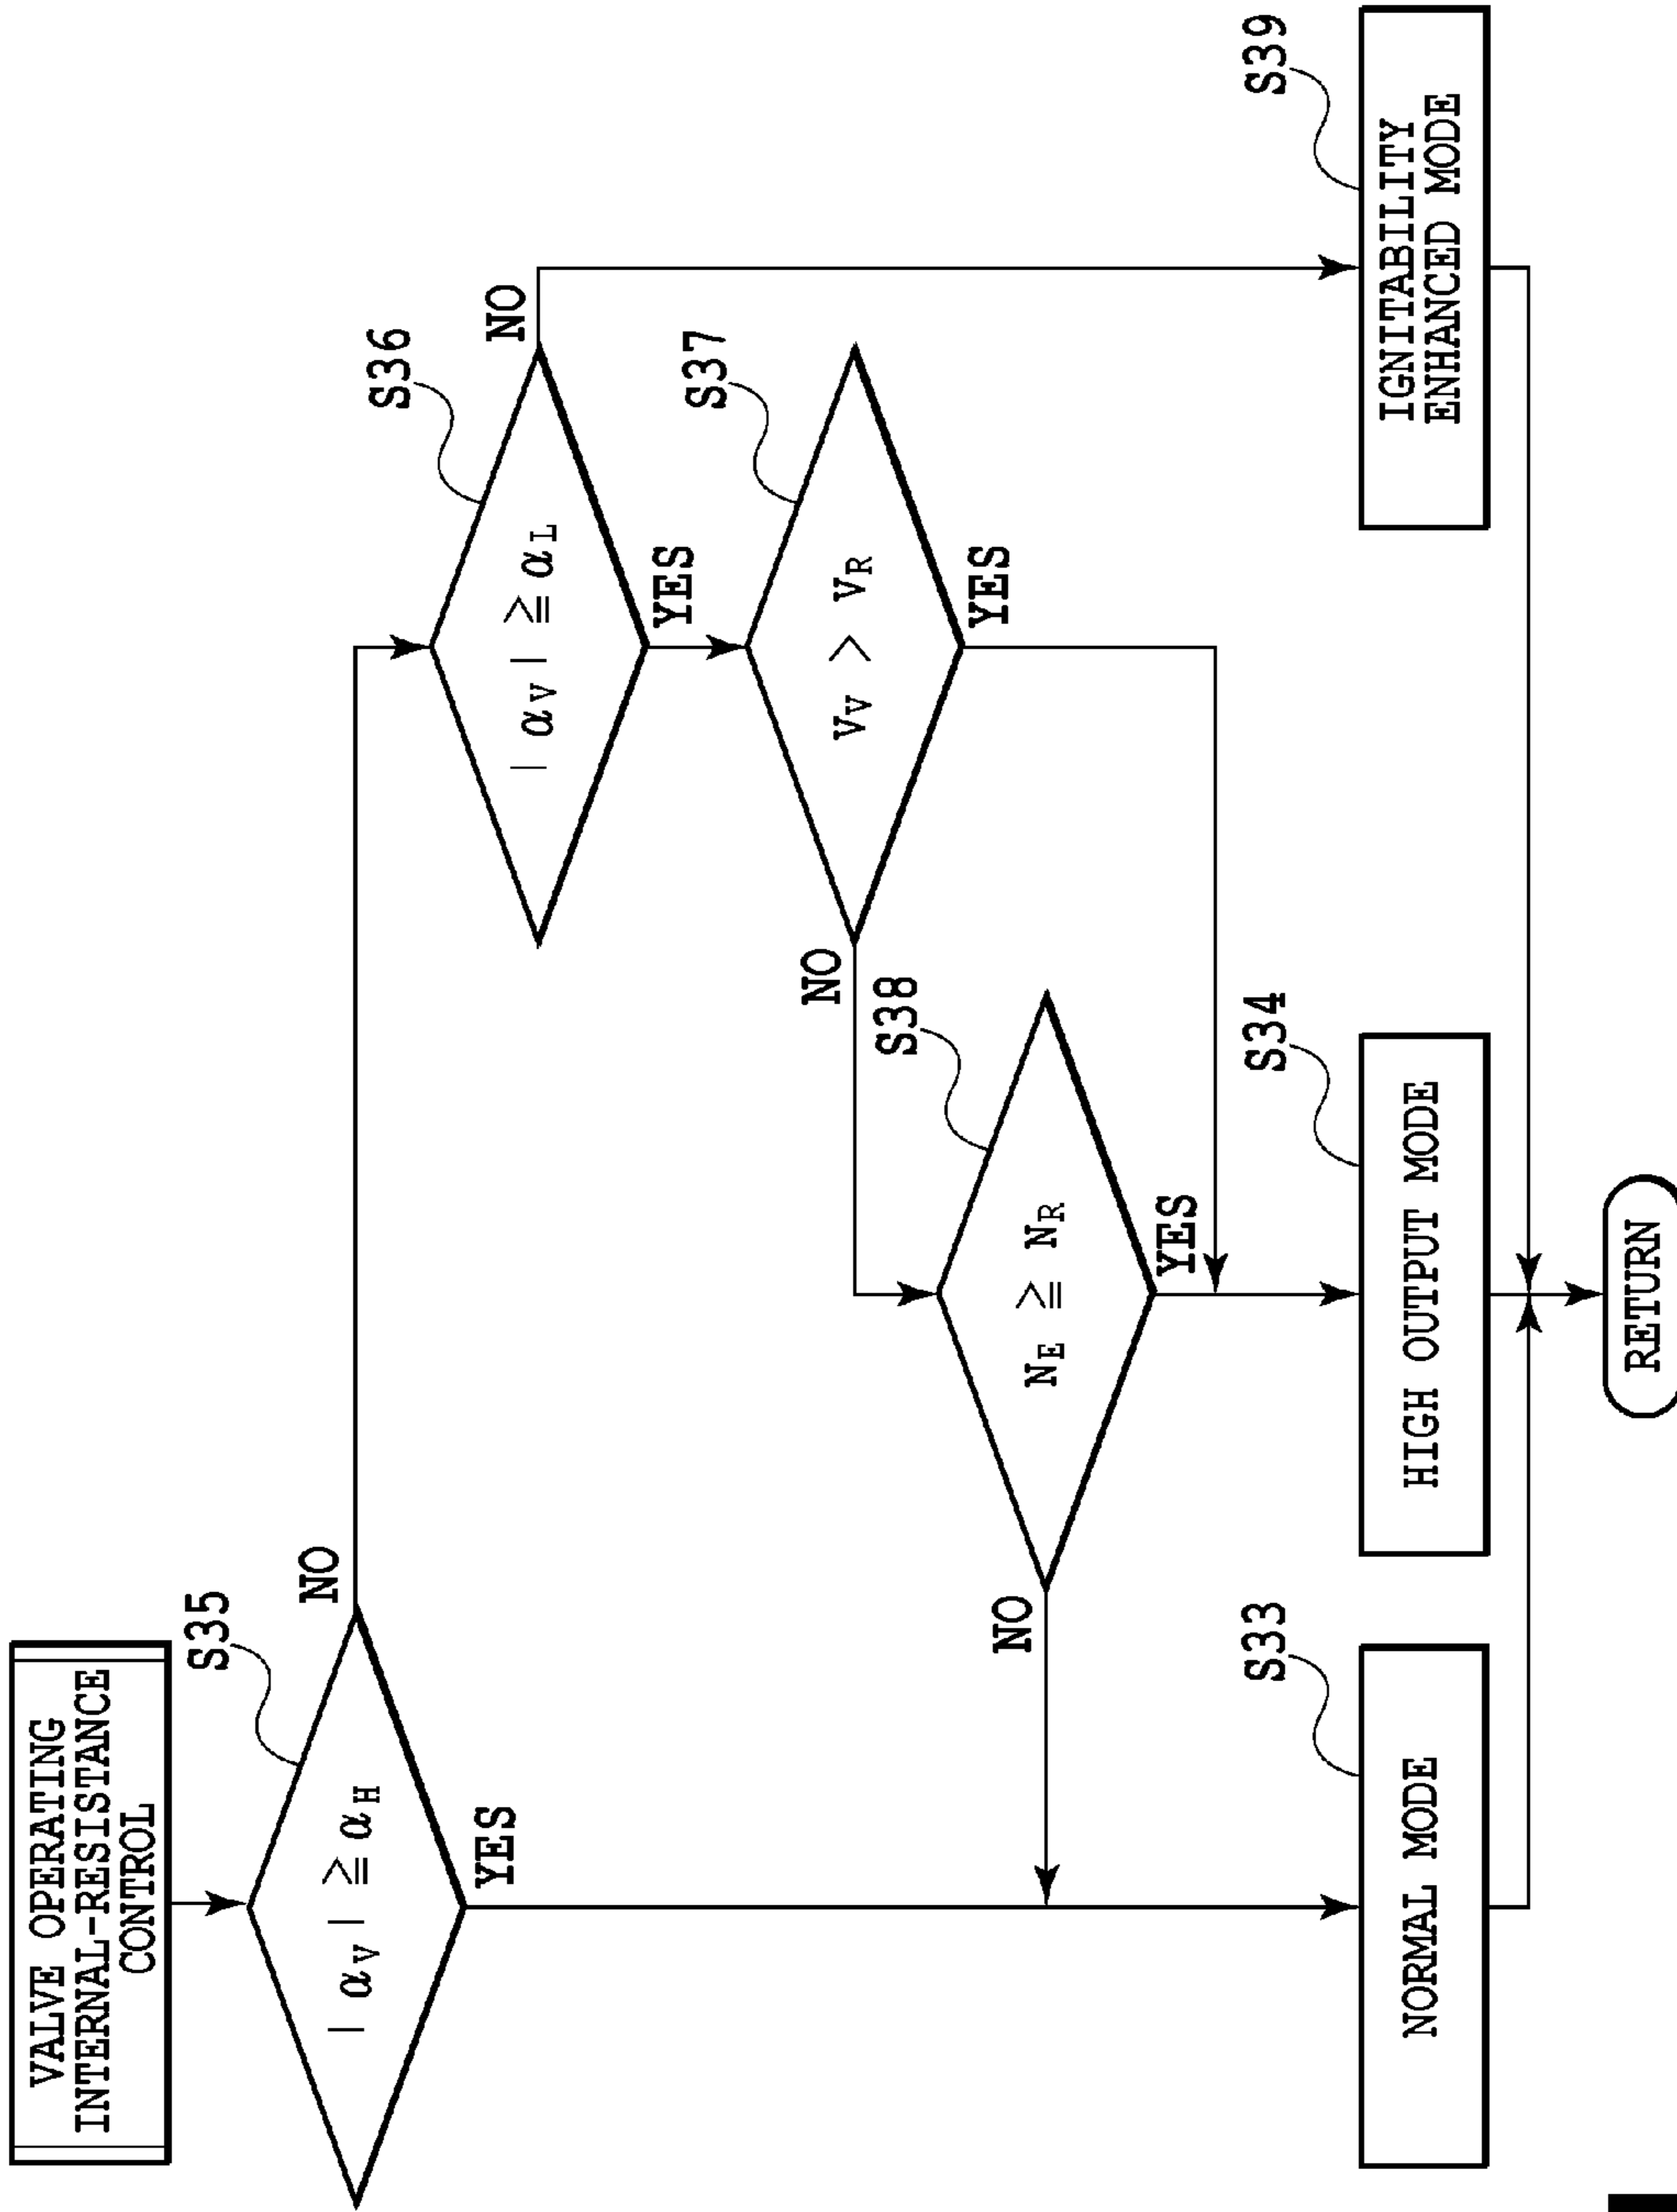 VALVE OPERATING
INTERNAL-RESISTANCE
CONTROL
S35
| αV | ≧ αH
NO
YES
S36
| αV | ≧ αL
NO
YES
S37
VV > VR
NO
YES
S38
NE ≧ NR
NO
YES
S33
NORMAL MODE
S34
HIGH OUTPUT MODE
S39
IGNITABILITY
ENHANCED MODE
RETURN